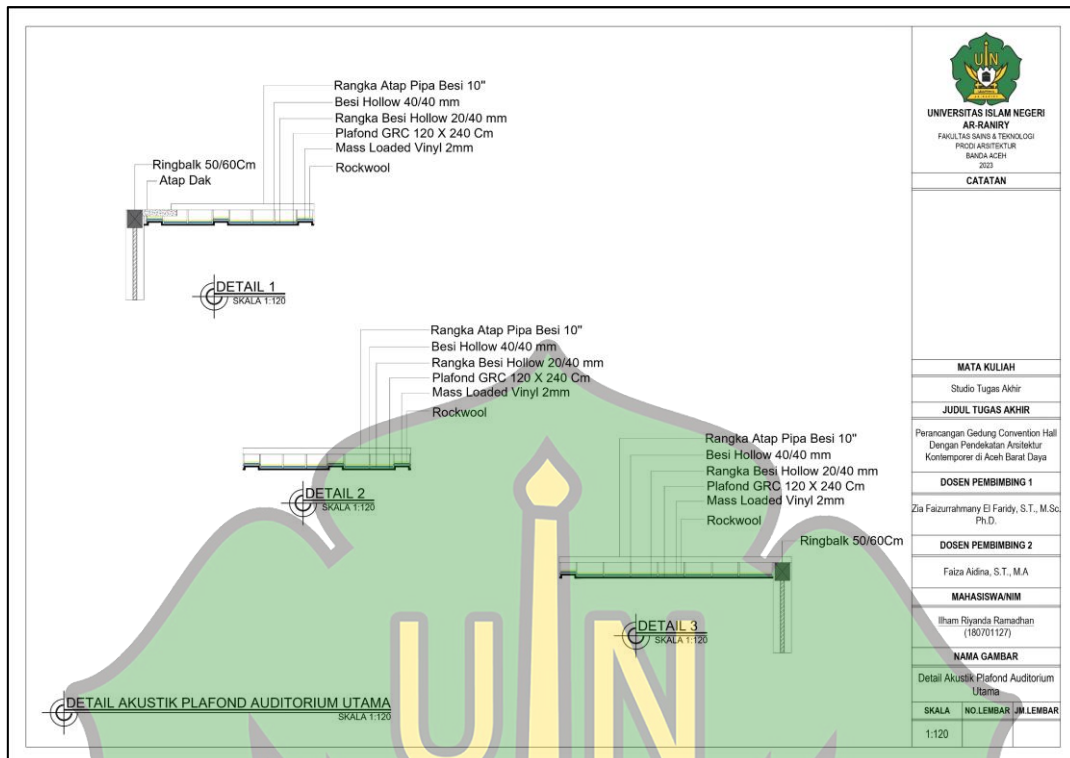 Rangka Atap Pipa Besi 10"
Besi Hollow 40/40 mm
Rangka Besi Hollow 20/40 mm
Plafond GRC 120 X 240 Cm
Mass Loaded Vinyl 2mm
Rockwool
Ringbalk 50/60Cm
Atap Dak
DETAIL 1
SKALA 1:120
Rangka Atap Pipa Besi 10"
Besi Hollow 40/40 mm
Rangka Besi Hollow 20/40 mm
Plafond GRC 120 X 240 Cm
Mass Loaded Vinyl 2mm
Rockwool
DETAIL 2
SKALA 1:120
Rangka Atap Pipa Besi 10"
Besi Hollow 40/40 mm
Rangka Besi Hollow 20/40 mm
Plafond GRC 120 X 240 Cm
Mass Loaded Vinyl 2mm
Rockwool
Ringbalk 50/60Cm
DETAIL 3
SKALA 1:120
DETAIL AKUSTIK PLAFOND AUDITORIUM UTAMA
SKALA 1:120
UIN
UIN
UNIVERSITAS ISLAM NEGERI
AR-RANIRY
FAKULTAS SAINS & TEKNOLOGI
PRODI ARSITEKTUR
BANDA ACEH
2023
CATATAN
MATA KULIAH
Studio Tugas Akhir
JUDUL TUGAS AKHIR
Perancangan Gedung Convention Hall
Dengan Pendekatan Arsitektur
Kontemporer di Aceh Barat Daya
DOSEN PEMBIMBING 1
Zia Faizurrahmany El Faridy, S.T., M.Sc.
Ph.D.
DOSEN PEMBIMBING 2
Faiza Aidina, S.T., M.A
MAHASISWA/NIM
Ilham Riyanda Ramadhan
(180701127)
NAMA GAMBAR
Detail Akustik Plafond Auditorium
Utama
SKALA NO.LEMBAR JM.LEMBAR
1:120